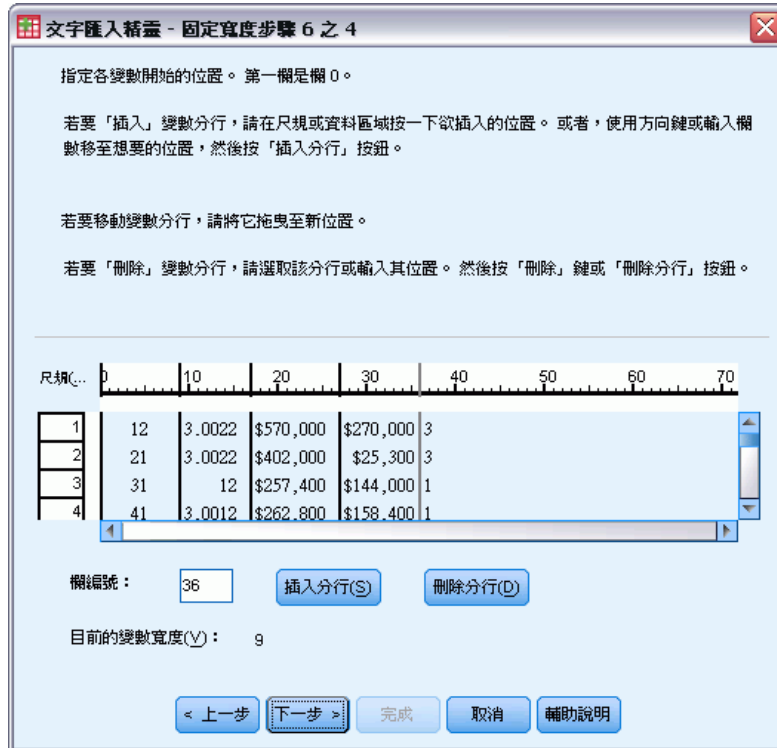 文字匯入精靈 - 固定寬度步驟 6 之 4
指定各變數開始的位置。 第一欄是欄 0。
若要「插入」變數分行，請在尺規或資料區域按一下欲插入的位置。 或者，使用方向鍵或輸入欄
數移至想要的位置，然後按「插入分行」按鈕。
若要移動變數分行，請將它拖曳至新位置。
若要「刪除」變數分行，請選取該分行或輸入其位置。 然後按「刪除」鍵或「刪除分行」按鈕。
尺規(... 0 10 20 30 40 50 60 70
1 12 3.0022 $570,000 $270,000 3
2 21 3.0022 $402,000 $25,300 3
3 31 12 $257,400 $144,000 1
4 41 3.0012 $262,800 $158,400 1
欄編號： 36 插入分行(S) 刪除分行(D)
目前的變數寬度(V)： 9
< 上一步 下一步 > 完成 取消 輔助說明